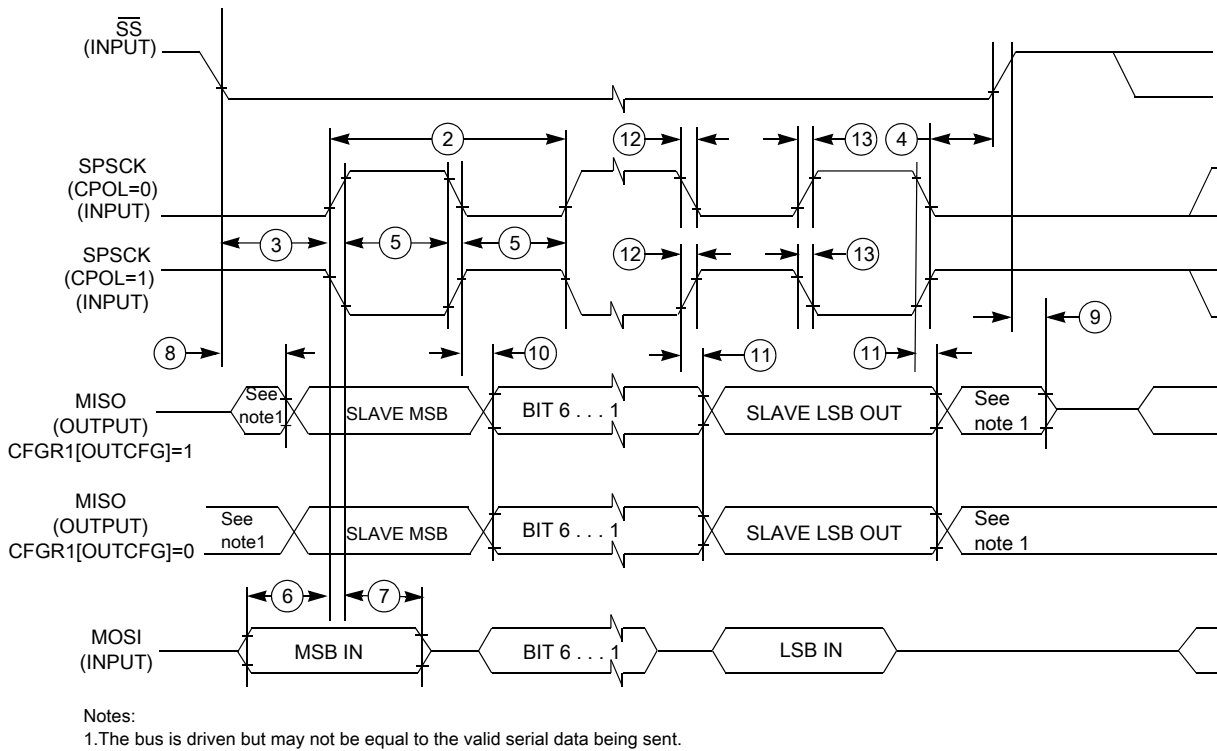 SS
(INPUT)
2
12
13
4
SPSCK
(CPOL=0)
(INPUT)
3
5
5
SPSCK
(CPOL=1)
(INPUT)
12
13
8
10
11
11
9
MISO
(OUTPUT)
CFGR1[OUTCFG]=1
See
note1
SLAVE MSB
BIT 6 . . . 1
SLAVE LSB OUT
See
note 1
MISO
(OUTPUT)
CFGR1[OUTCFG]=0
See
note1
SLAVE MSB
BIT 6 . . . 1
SLAVE LSB OUT
See
note 1
6
7
MOSI
(INPUT)
MSB IN
BIT 6 . . . 1
LSB IN
Notes:
1.The bus is driven but may not be equal to the valid serial data being sent.